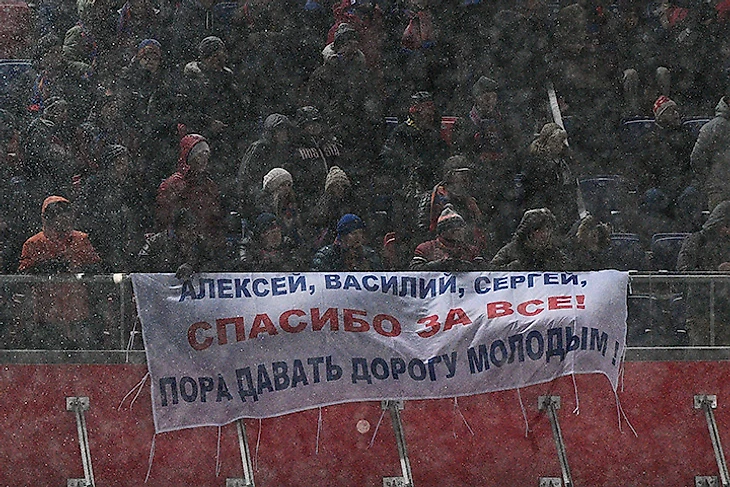 АЛЕКСЕЙ, ВАСИЛИЙ, СЕРГЕЙ,
СПАСИБО ЗА ВСЕ!
ПОРА ДАВАТЬ ДОРОГУ МОЛОДЫМ!